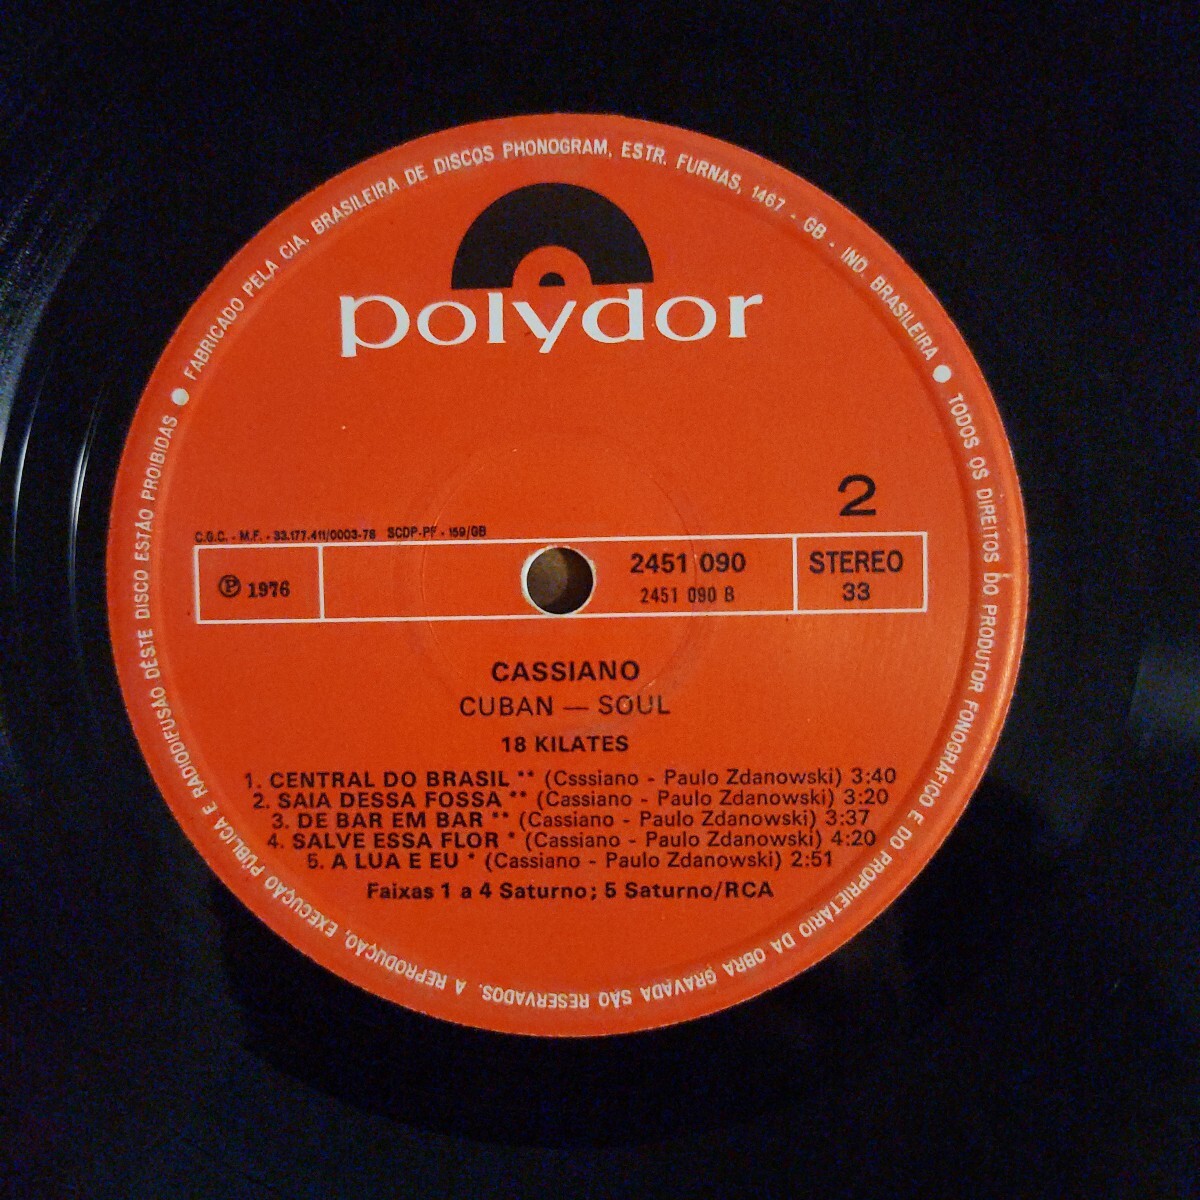 FABRICADO PELA CIA. BRASILEIRA DE DISCOS PHONOGRAM, ESTR. FURNAS, 1467 - GB - IND. BRASILEIRA ● TODOS OS DIREITOS DO PRODUTOR FONOGRÁFICO E DO PROPRIETÁRIO DA OBRA GRAVADA SÃO RESERVADOS. A REPRODUÇÃO, EXECUÇÃO PÚBLICA E RADIODIFUSÃO DÊSTE DISCO ESTÃO PROIBIDAS ●
polydor
2
C.G.C. - M.F. - 33.177.411/0003-76 SCDP-PF - 159/GB
℗ 1976
2451 090
2451 090 B
STEREO
33
CASSIANO
CUBAN — SOUL
18 KILATES
1. CENTRAL DO BRASIL ** (Csssiano - Paulo Zdanowski) 3:40
2. SAIA DESSA FOSSA ** (Cassiano - Paulo Zdanowski) 3:20
3. DE BAR EM BAR ** (Cassiano - Paulo Zdanowski) 3:37
4. SALVE ESSA FLOR * (Cassiano - Paulo Zdanowski) 4:20
5. A LUA E EU * (Cassiano - Paulo Zdanowski) 2:51
Faixas 1 a 4 Saturno; 5 Saturno/RCA